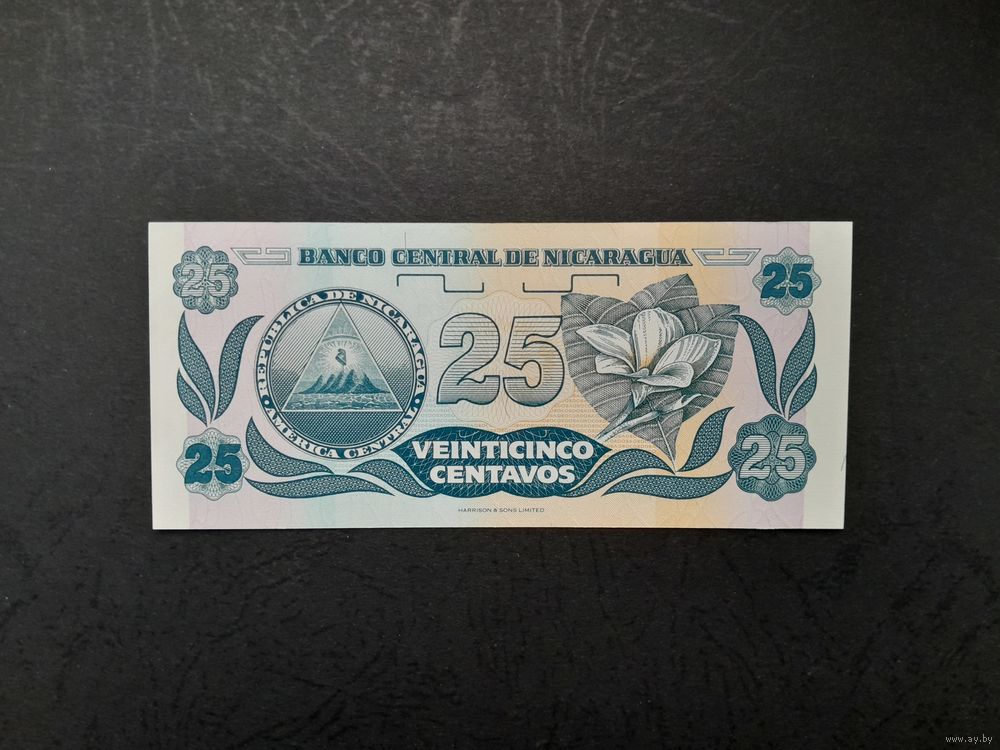 BANCO CENTRAL DE NICARAGUA
25
25
REPUBLICA DE NICARAGUA
AMERICA CENTRAL
25
VEINTICINCO
CENTAVOS
25
25
HARRISON & SONS LIMITED
www.ay.by